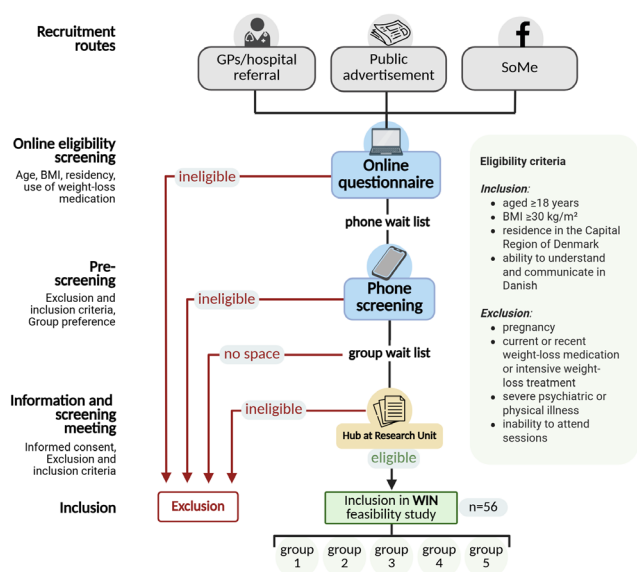 Recruitment
routes
GPs/hospital
referral
Public
advertisement
SoMe
Online eligibility
screening
Age, BMI, residency,
use of weight-loss
medication
ineligible
Online
questionnaire
phone wait list
Pre-
screening
Exclusion and
inclusion criteria,
Group preference
ineligible
Phone
screening
no space
group wait list
Information and
screening
meeting
Informed consent,
Exclusion and
inclusion criteria
ineligible
Hub at Research Unit
eligible
Inclusion
Exclusion
Inclusion in WIN
feasibility study
n=56
group
1
group
2
group
3
group
4
group
5
Eligibility criteria
Inclusion:
• aged ≥18 years
• BMI ≥30 kg/m²
• residence in the Capital
Region of Denmark
• ability to understand
and communicate in
Danish
Exclusion:
• pregnancy
• current or recent
weight-loss medication
or intensive weight-
loss treatment
• severe psychiatric or
physical illness
• inability to attend
sessions